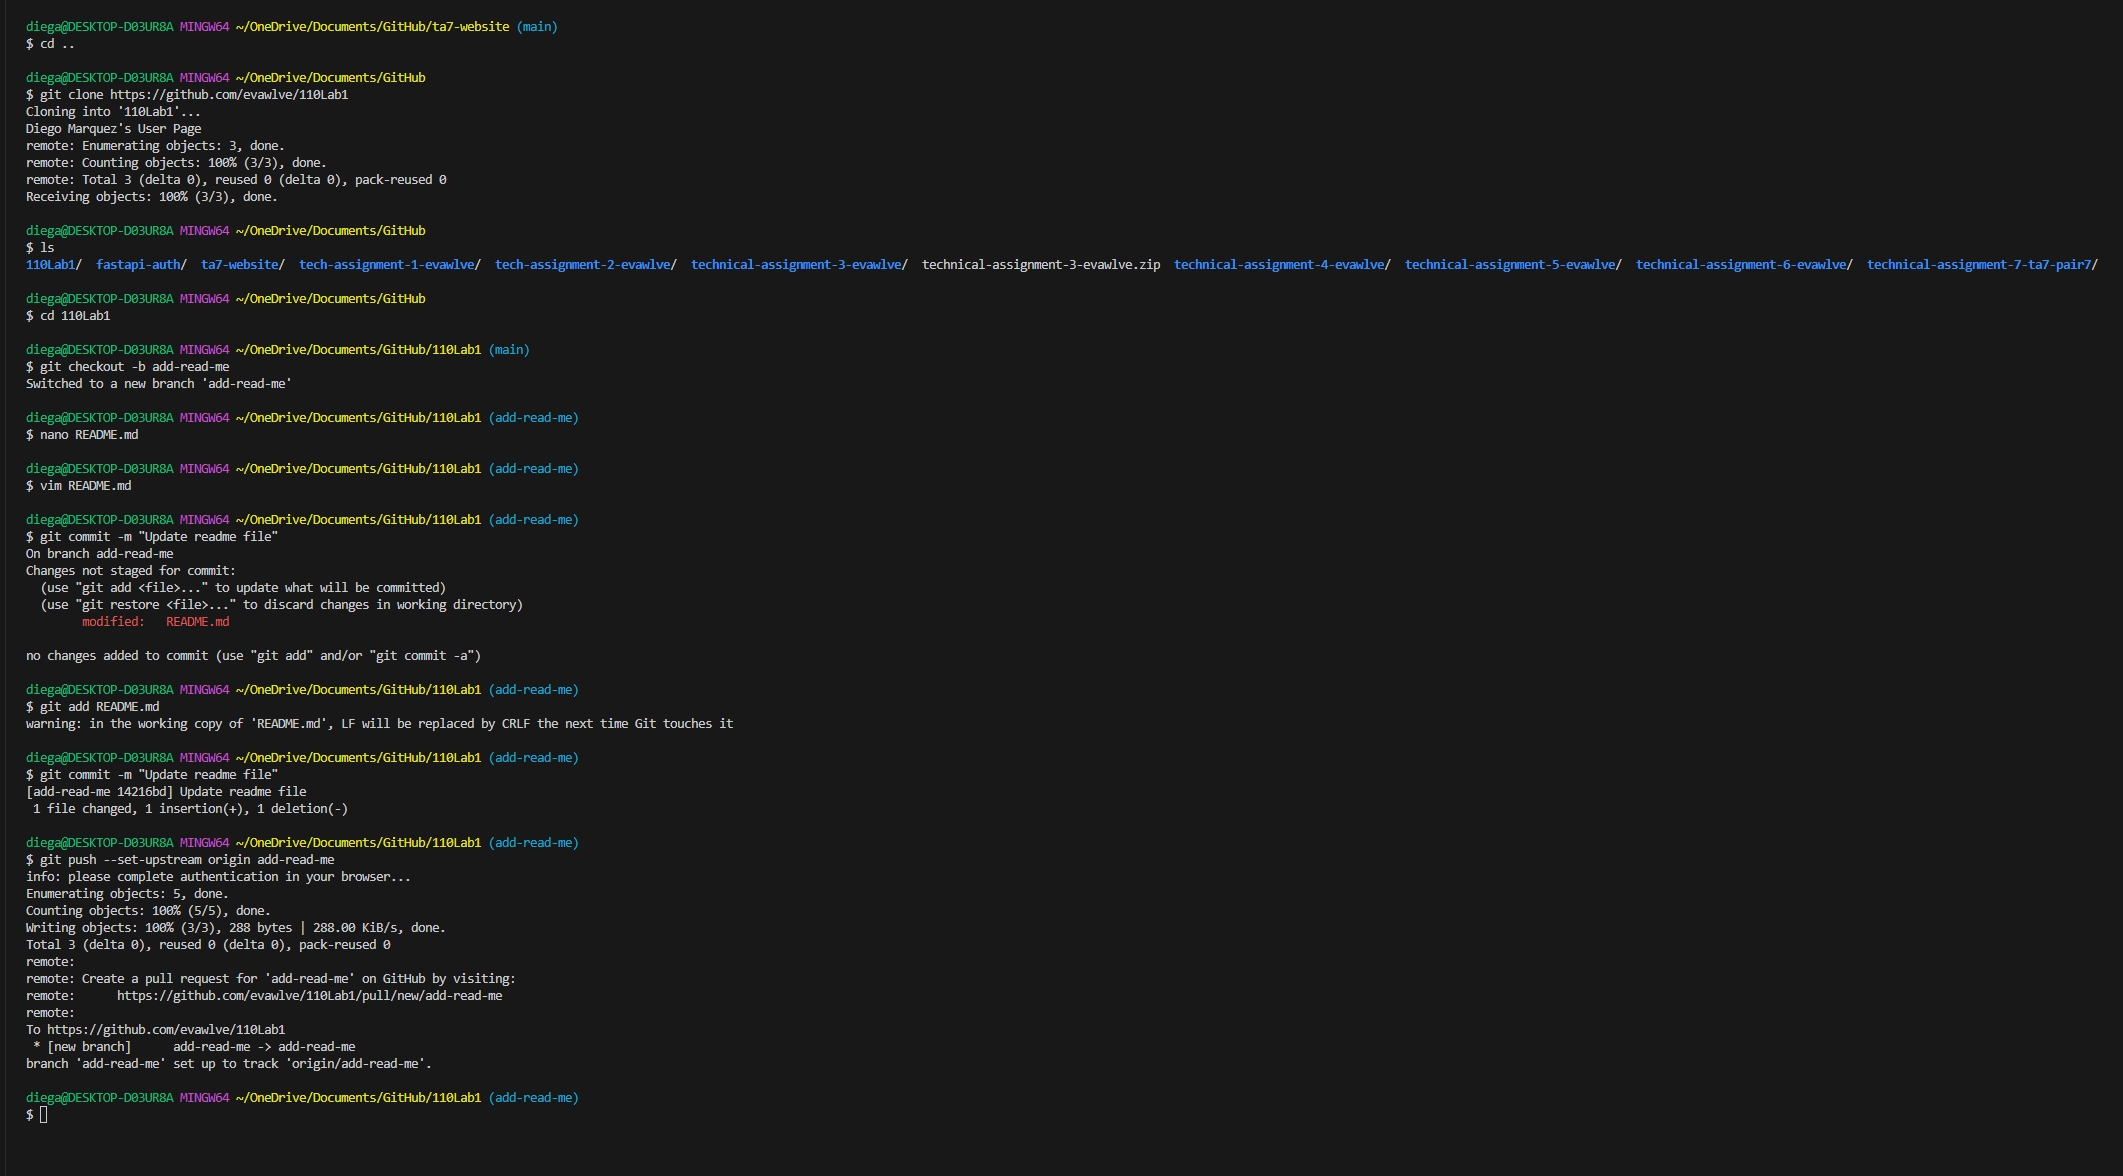 diega@DESKTOP-D03UR8A MINGW64 ~/OneDrive/Documents/GitHub/ta7-website (main)
$ cd ..
diega@DESKTOP-D03UR8A MINGW64 ~/OneDrive/Documents/GitHub
$ git clone https://github.com/evawlve/110Lab1
Cloning into '110Lab1'...
Diego Marquez's User Page
remote: Enumerating objects: 3, done.
remote: Counting objects: 100% (3/3), done.
remote: Total 3 (delta 0), reused 0 (delta 0), pack-reused 0
Receiving objects: 100% (3/3), done.
diega@DESKTOP-D03UR8A MINGW64 ~/OneDrive/Documents/GitHub
$ ls
110Lab1/  fastapi-auth/  ta7-website/  tech-assignment-1-evawlve/  tech-assignment-2-evawlve/  technical-assignment-3-evawlve/  technical-assignment-3-evawlve.zip  technical-assignment-4-evawlve/  technical-assignment-5-evawlve/  technical-assignment-6-evawlve/  technical-assignment-7-ta7-pair7/
diega@DESKTOP-D03UR8A MINGW64 ~/OneDrive/Documents/GitHub
$ cd 110Lab1
diega@DESKTOP-D03UR8A MINGW64 ~/OneDrive/Documents/GitHub/110Lab1 (main)
$ git checkout -b add-read-me
Switched to a new branch 'add-read-me'
diega@DESKTOP-D03UR8A MINGW64 ~/OneDrive/Documents/GitHub/110Lab1 (add-read-me)
$ nano README.md
diega@DESKTOP-D03UR8A MINGW64 ~/OneDrive/Documents/GitHub/110Lab1 (add-read-me)
$ vim README.md
diega@DESKTOP-D03UR8A MINGW64 ~/OneDrive/Documents/GitHub/110Lab1 (add-read-me)
$ git commit -m "Update readme file"
On branch add-read-me
Changes not staged for commit:
  (use "git add <file>..." to update what will be committed)
  (use "git restore <file>..." to discard changes in working directory)
        modified:   README.md
no changes added to commit (use "git add" and/or "git commit -a")
diega@DESKTOP-D03UR8A MINGW64 ~/OneDrive/Documents/GitHub/110Lab1 (add-read-me)
$ git add README.md
warning: in the working copy of 'README.md', LF will be replaced by CRLF the next time Git touches it
diega@DESKTOP-D03UR8A MINGW64 ~/OneDrive/Documents/GitHub/110Lab1 (add-read-me)
$ git commit -m "Update readme file"
[add-read-me 14216bd] Update readme file
 1 file changed, 1 insertion(+), 1 deletion(-)
diega@DESKTOP-D03UR8A MINGW64 ~/OneDrive/Documents/GitHub/110Lab1 (add-read-me)
$ git push --set-upstream origin add-read-me
info: please complete authentication in your browser...
Enumerating objects: 5, done.
Counting objects: 100% (5/5), done.
Writing objects: 100% (3/3), 288 bytes | 288.00 KiB/s, done.
Total 3 (delta 0), reused 0 (delta 0), pack-reused 0
remote:
remote: Create a pull request for 'add-read-me' on GitHub by visiting:
remote:      https://github.com/evawlve/110Lab1/pull/new/add-read-me
remote:
To https://github.com/evawlve/110Lab1
 * [new branch]      add-read-me -> add-read-me
branch 'add-read-me' set up to track 'origin/add-read-me'.
diega@DESKTOP-D03UR8A MINGW64 ~/OneDrive/Documents/GitHub/110Lab1 (add-read-me)
$